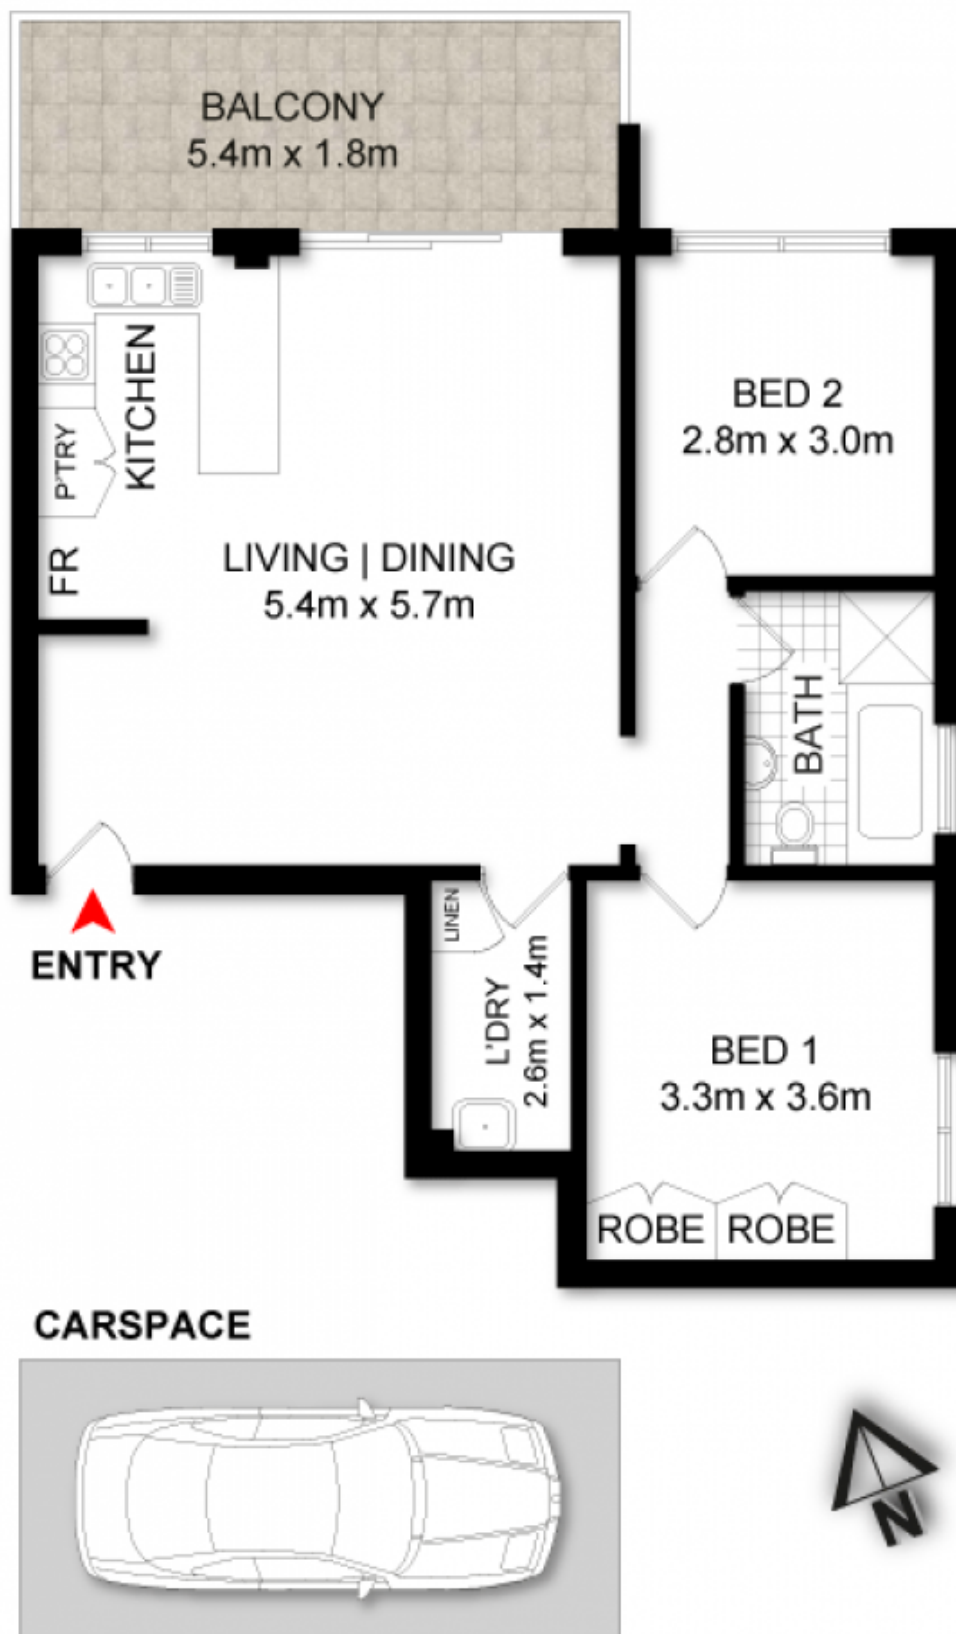 BALCONY
5.4m x 1.8m
KITCHEN
P'TRY
FR
LIVING | DINING
5.4m x 5.7m
BED 2
2.8m x 3.0m
BATH
ENTRY
LINEN
L'DRY
2.6m x 1.4m
BED 1
3.3m x 3.6m
ROBE ROBE
CARSPACE
N